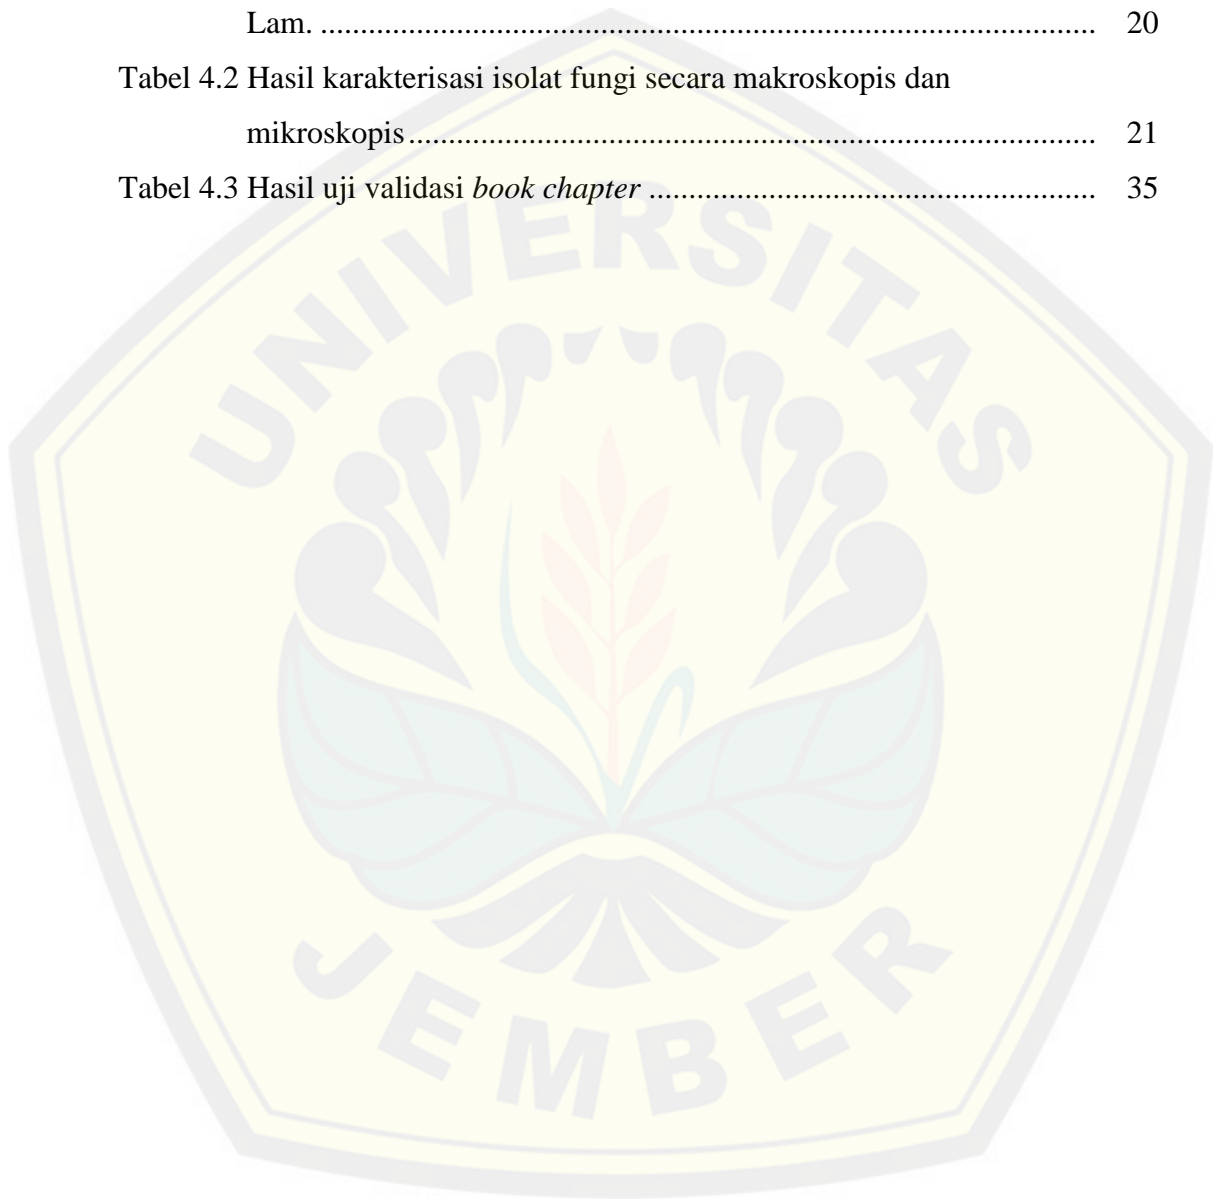 Lam. .................................................................................................. 20
Tabel 4.2 Hasil karakterisasi isolat fungi secara makroskopis dan
mikroskopis....................................................................................... 21
Tabel 4.3 Hasil uji validasi book chapter ........................................................ 35
UNIVERSITAS
JEMBER